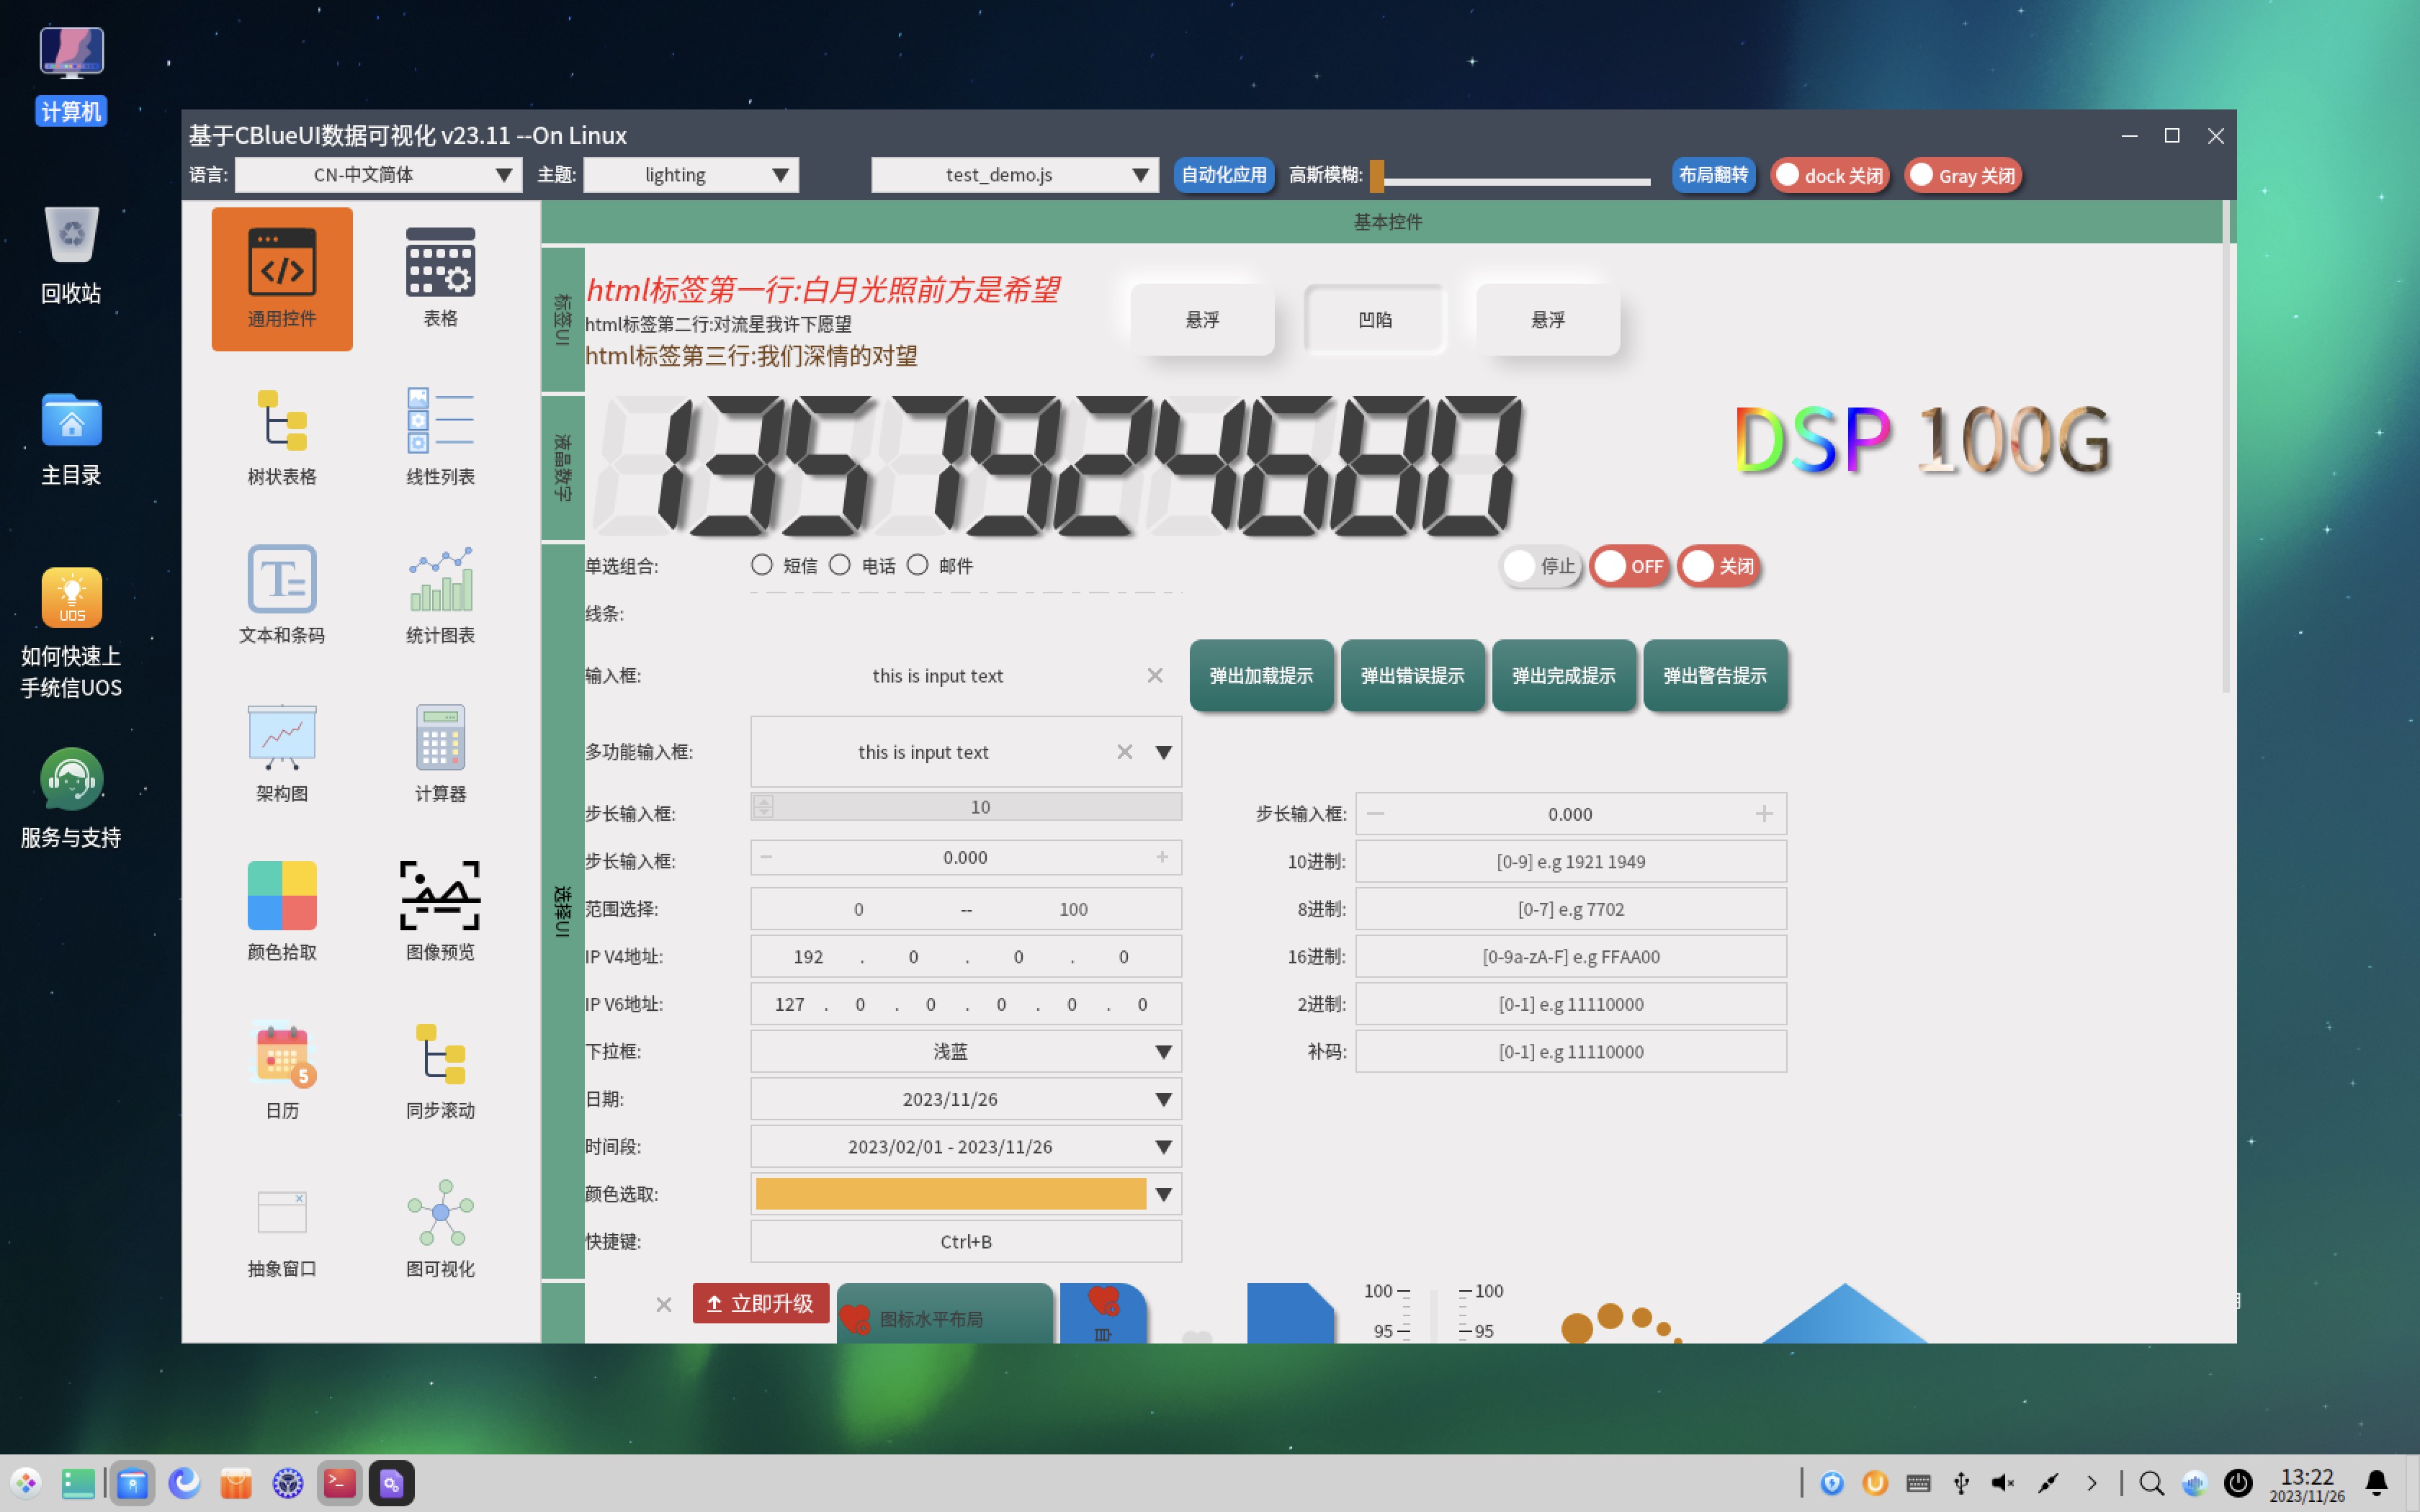 计算机
回收站
主目录
UOS
如何快速上
手统信UOS
服务与支持
基于CBlueUI数据可视化 v23.11 --On Linux
语言: CN-中文简体 主题: lighting test_demo.js 自动化应用 高斯模糊: 布局翻转 dock 关闭 Gray 关闭
通用控件 表格
树状表格 线性列表
文本和条码 统计图表
架构图 计算器
颜色拾取 图像预览
5
日历 同步滚动
抽象窗口 图可视化
基本控件
标签UI
html标签第一行:白月光照前方是希望
html标签第二行:对流星我许下愿望
html标签第三行:我们深情的对望
悬浮 凹陷 悬浮
液晶数字
1357924680
DSP 100G
选择UI
单选组合: 短信 电话 邮件 停止 OFF 关闭
线条:
输入框: this is input text 弹出加载提示 弹出错误提示 弹出完成提示 弹出警告提示
多功能输入框: this is input text
步长输入框: 10 步长输入框: 0.000
步长输入框: 0.000 10进制: [0-9] e.g 1921 1949
范围选择: 0 -- 100 8进制: [0-7] e.g 7702
IP V4地址: 192 . 0 . 0 . 0 16进制: [0-9a-zA-F] e.g FFAA00
IP V6地址: 127 . 0 . 0 . 0 . 0 . 0 2进制: [0-1] e.g 11110000
下拉框: 浅蓝 补码: [0-1] e.g 11110000
日期: 2023/11/26
时间段: 2023/02/01 - 2023/11/26
颜色选取:
快捷键: Ctrl+B
立即升级 图标水平布局 100 100
95 95
13:22
2023/11/26